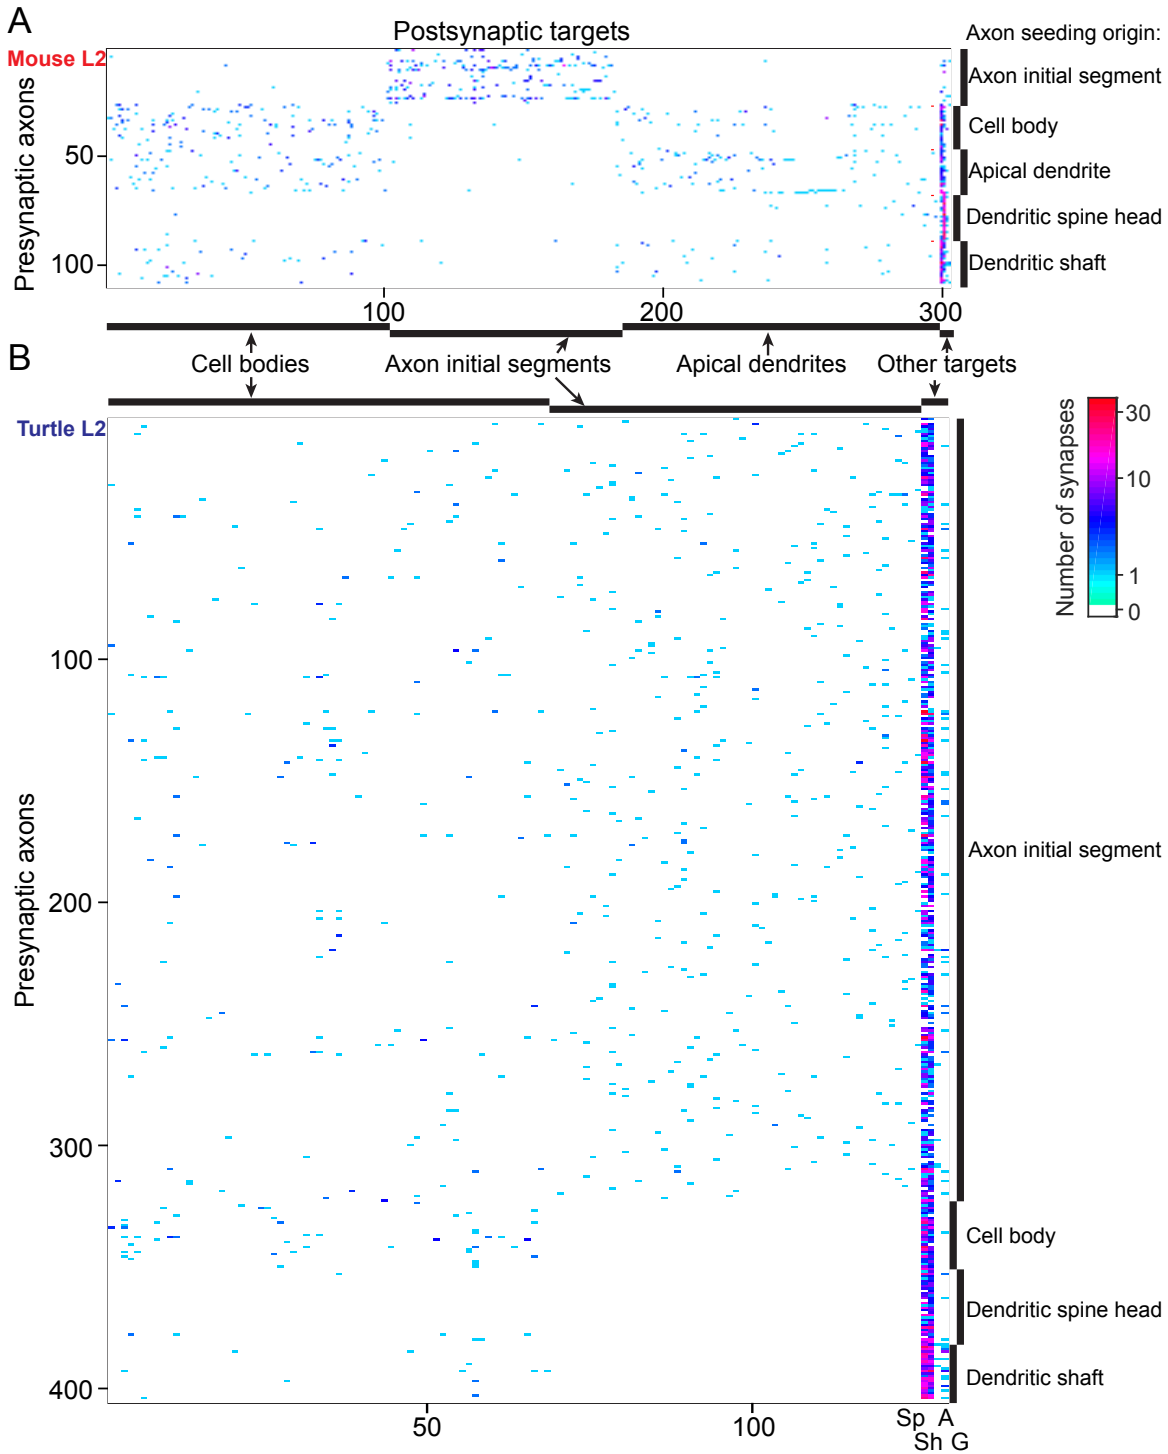 A
Postsynaptic targets
Axon seeding origin:
Mouse L2
Presynaptic axons
50
100
Axon initial segment
Cell body
Apical dendrite
Dendritic spine head
Dendritic shaft
100
200
300
Cell bodies
Axon initial segments
Apical dendrites
Other targets
B
Turtle L2
Presynaptic axons
100
200
300
400
Number of synapses
30
10
1
0
Axon initial segment
Cell body
Dendritic spine head
Dendritic shaft
50
100
Sp A
Sh G